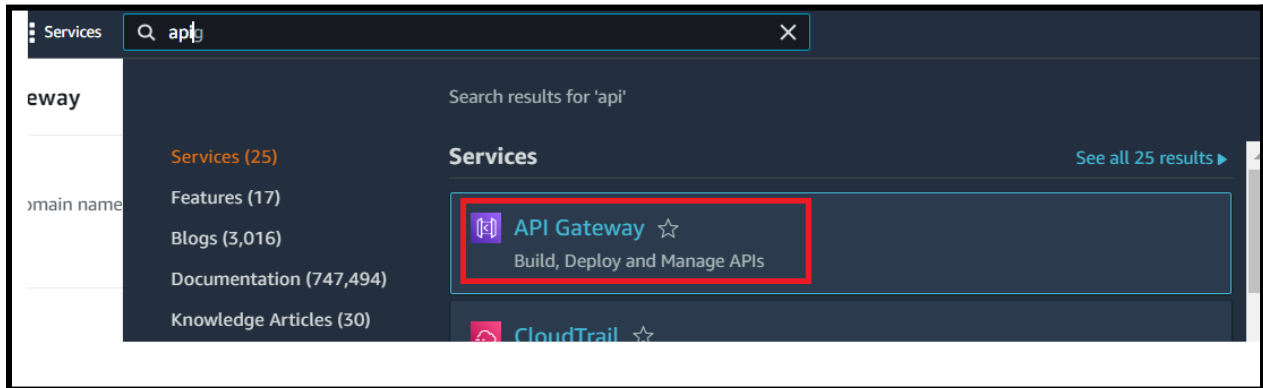 Services
apig
eway
Search results for 'api'
Services (25)
Services
See all 25 results
omain name
Features (17)
API Gateway
Blogs (3,016)
Build, Deploy and Manage APIs
Documentation (747,494)
Knowledge Articles (30)
CloudTrail